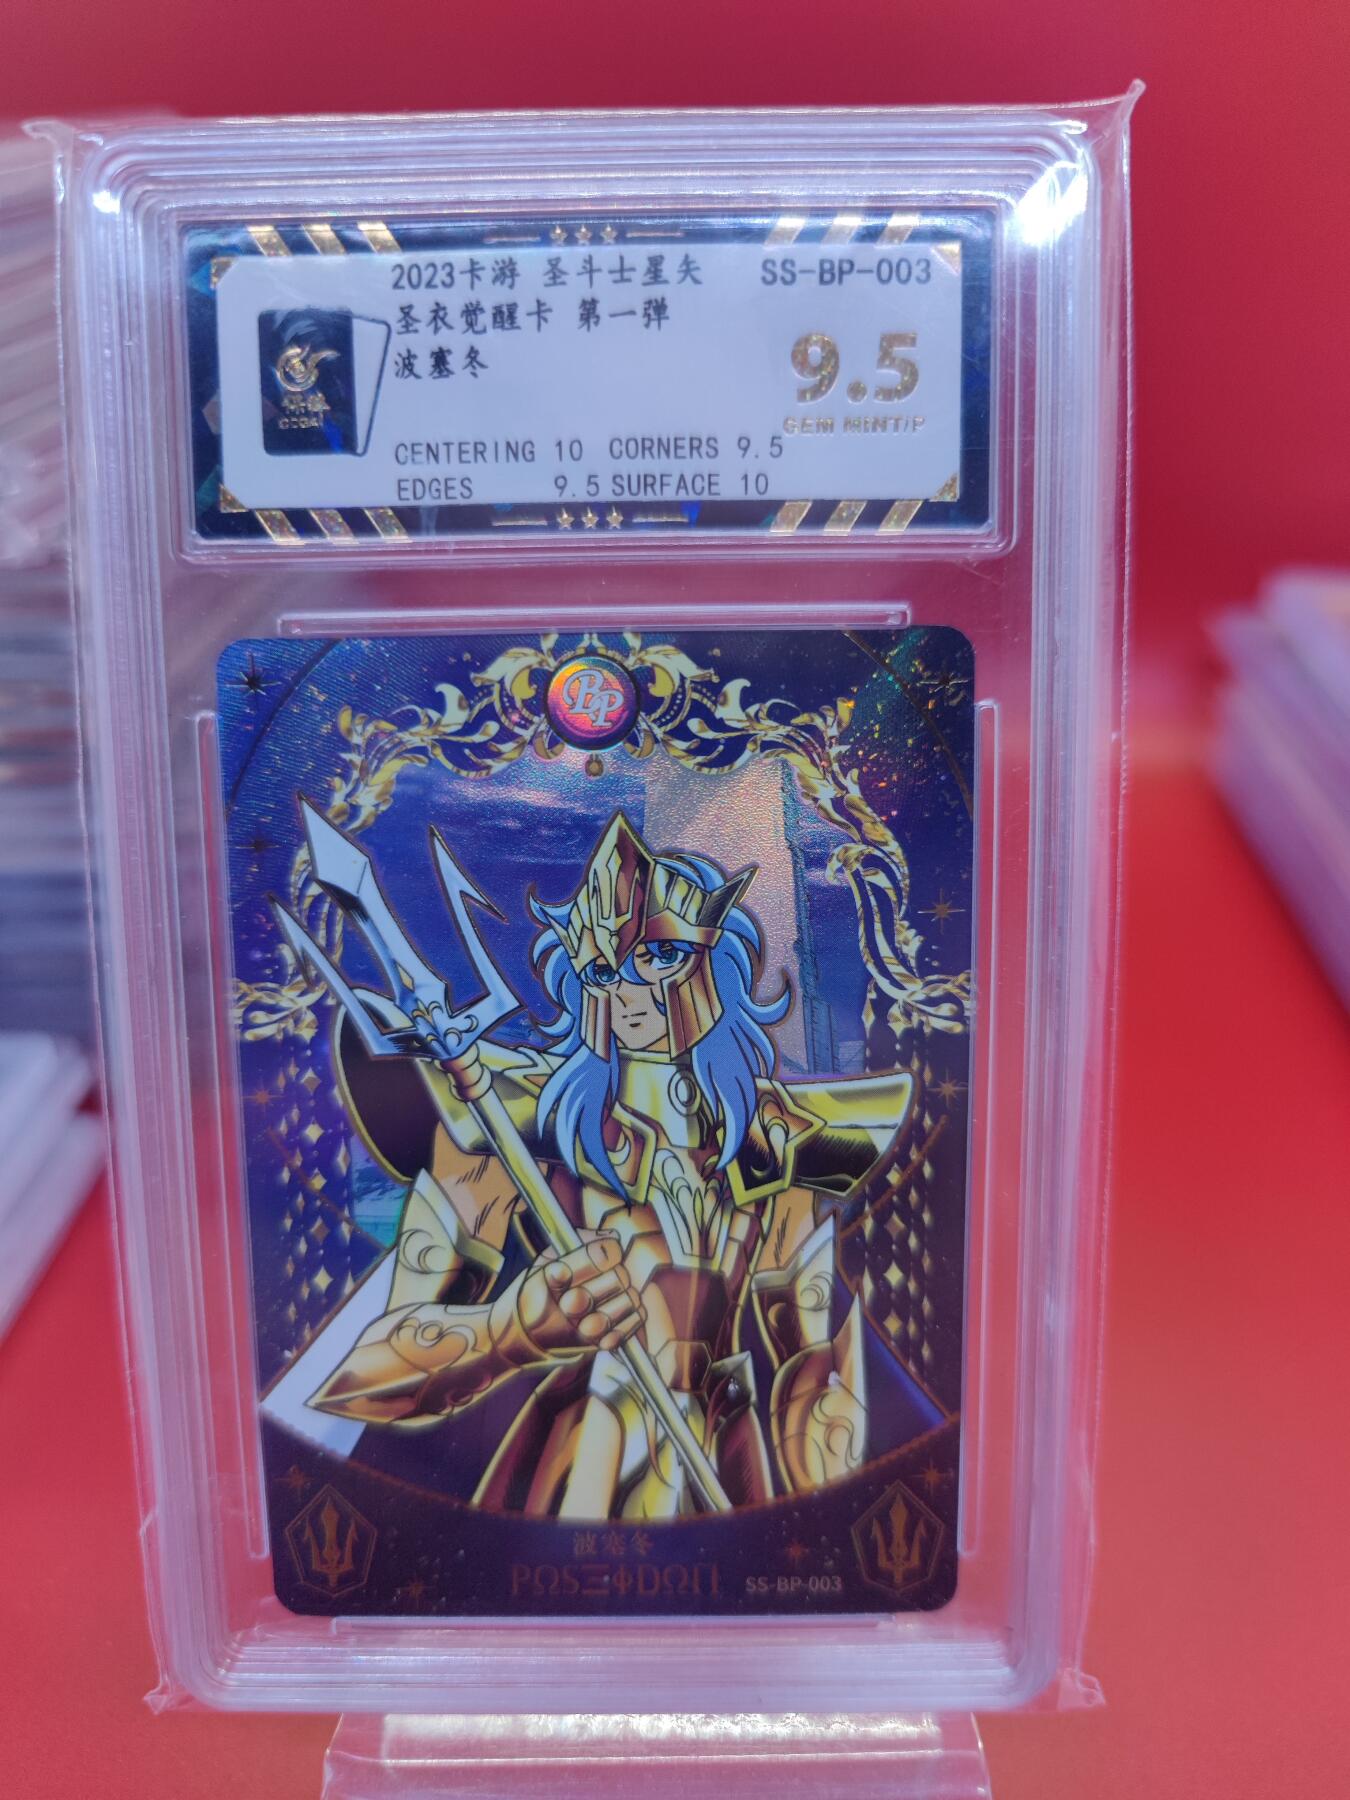 2023卡游 圣斗士星矢 SS-BP-003
圣衣觉醒卡 第一弹
波塞冬
9.5
GEM MINT/P
CENTERING 10 CORNERS 9.5
EDGES 9.5 SURFACE 10
BP
波塞冬
PΩSΞΦDΩΠ SS-BP-003